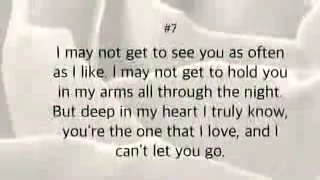 #7
I may not get to see you as often
as I like. I may not get to hold you
in my arms all through the night.
But deep in my heart I truly know,
you're the one that I love, and I
can't let you go.